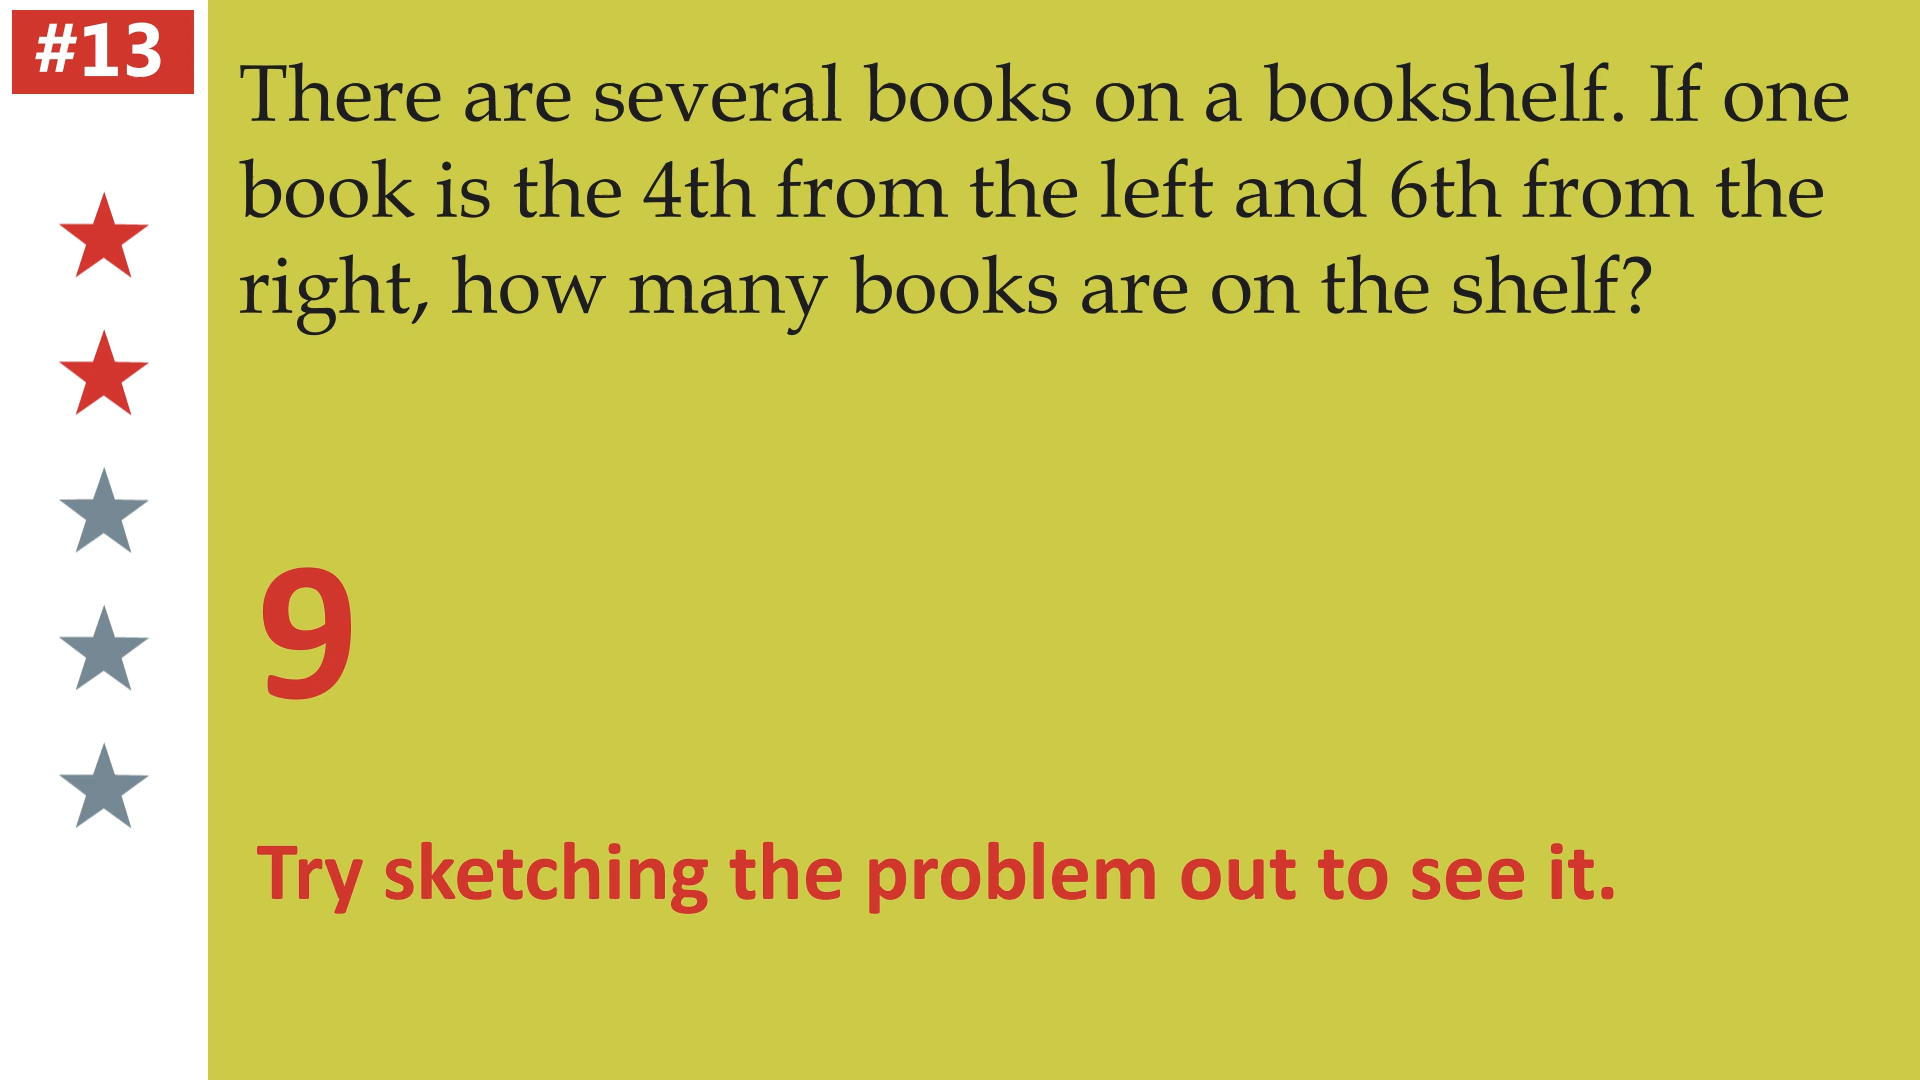 #13
There are several books on a bookshelf. If one
book is the 4th from the left and 6th from the
right, how many books are on the shelf?
9
Try sketching the problem out to see it.